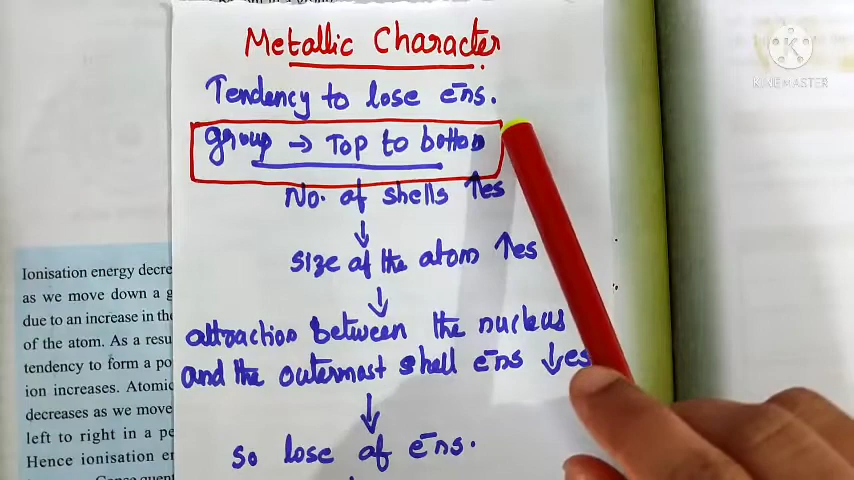 Metallic Character
KINEMASTER
Tendency to lose e⁻ns.
group → Top to bottom
No. of shells ↑es
↓
size of the atom ↑es
↓
attraction between the nucleus
and the outermost shell e⁻ns ↓es
↓
so lose of e⁻ns.
Ionisation energy decre
as we move down a g
due to an increase in the
of the atom. As a resu
tendency to form a po
ion increases. Atomic
decreases as we move
left to right in a pe
Hence ionisation en